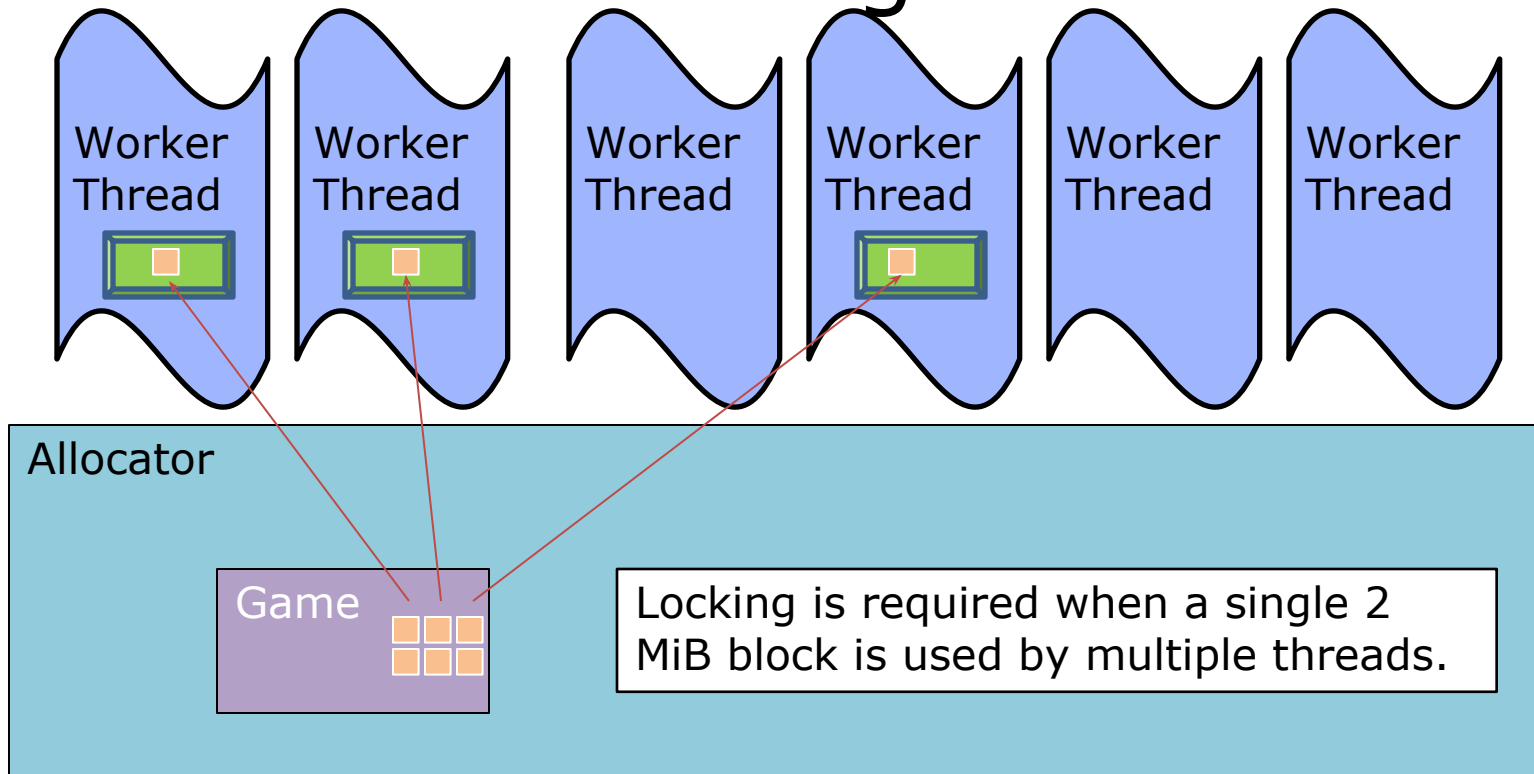 Worker
Thread
Worker
Thread
Worker
Thread
Worker
Thread
Worker
Thread
Worker
Thread
Allocator
Game
Locking is required when a single 2
MiB block is used by multiple threads.